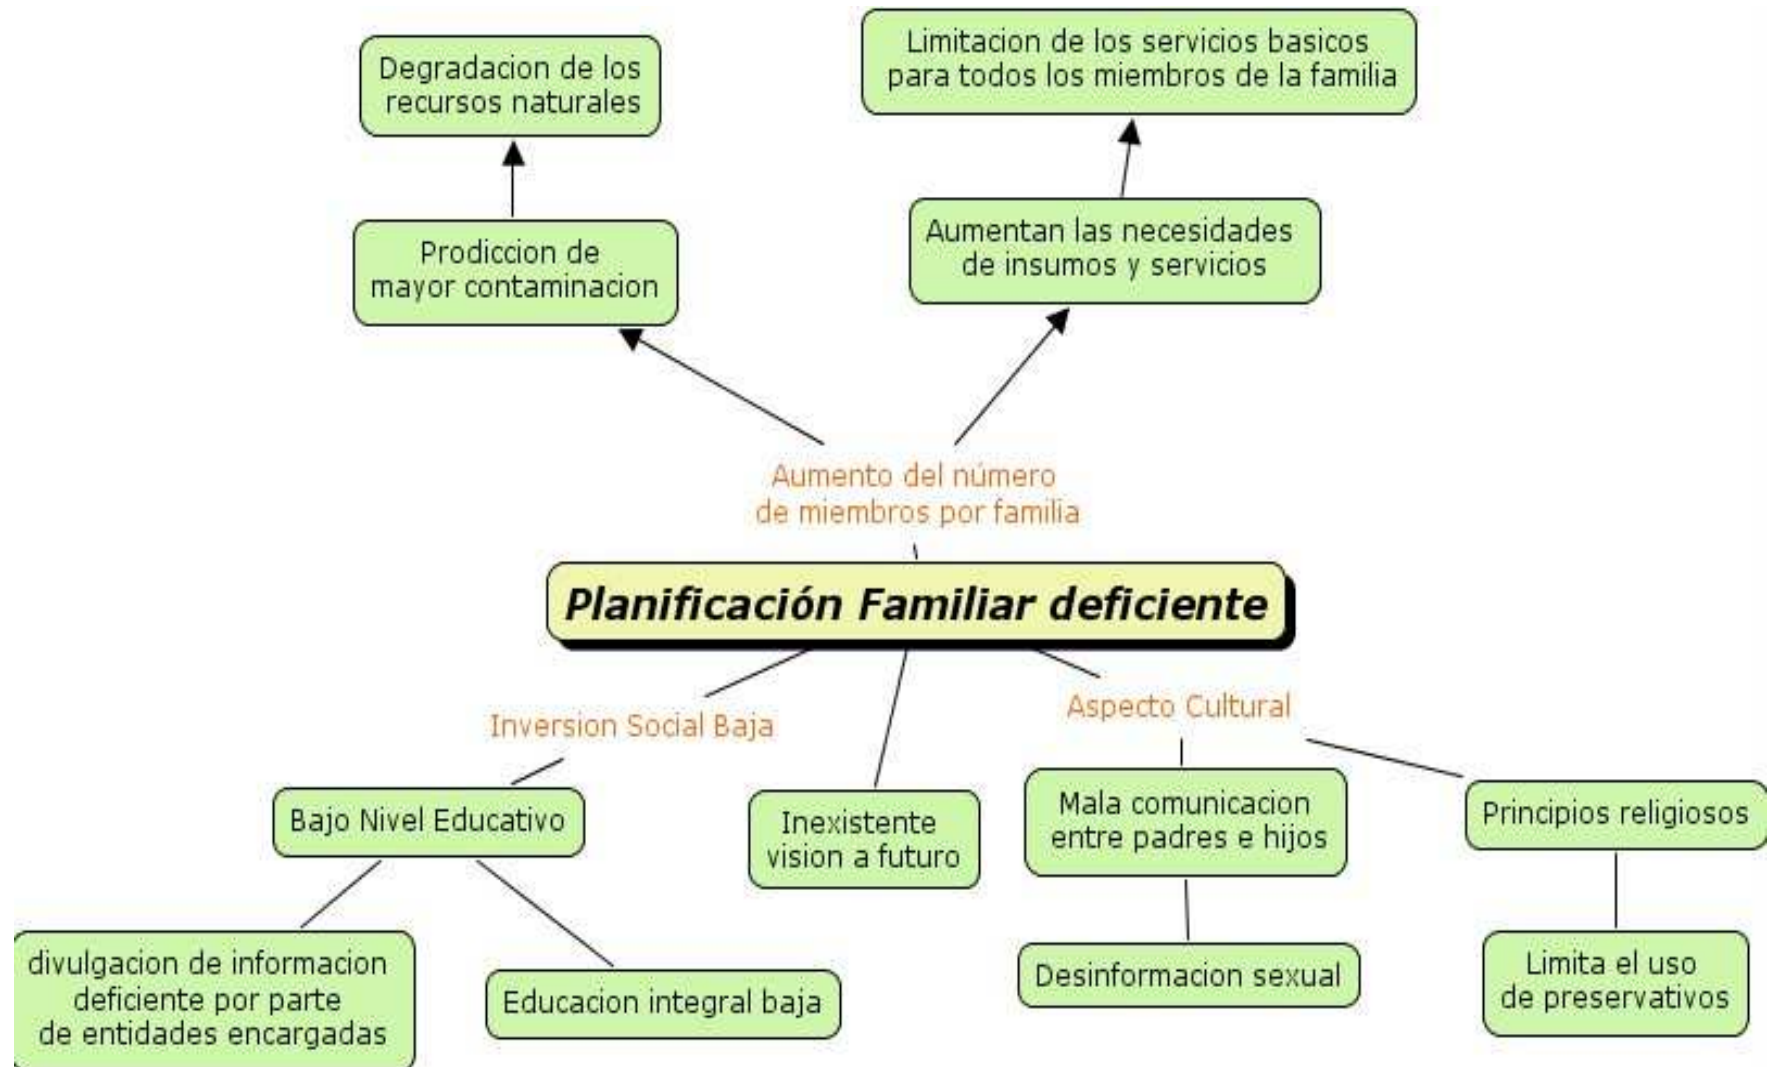 Degradacion de los
recursos naturales
Limitacion de los servicios basicos
para todos los miembros de la familia
Prodiccion de
mayor contaminacion
Aumentan las necesidades
de insumos y servicios
Aumento del número
de miembros por familia
Planificación Familiar deficiente
Inversion Social Baja
Aspecto Cultural
Bajo Nivel Educativo
Inexistente
vision a futuro
Mala comunicacion
entre padres e hijos
Principios religiosos
divulgacion de informacion
deficiente por parte
de entidades encargadas
Educacion integral baja
Desinformacion sexual
Limita el uso
de preservativos